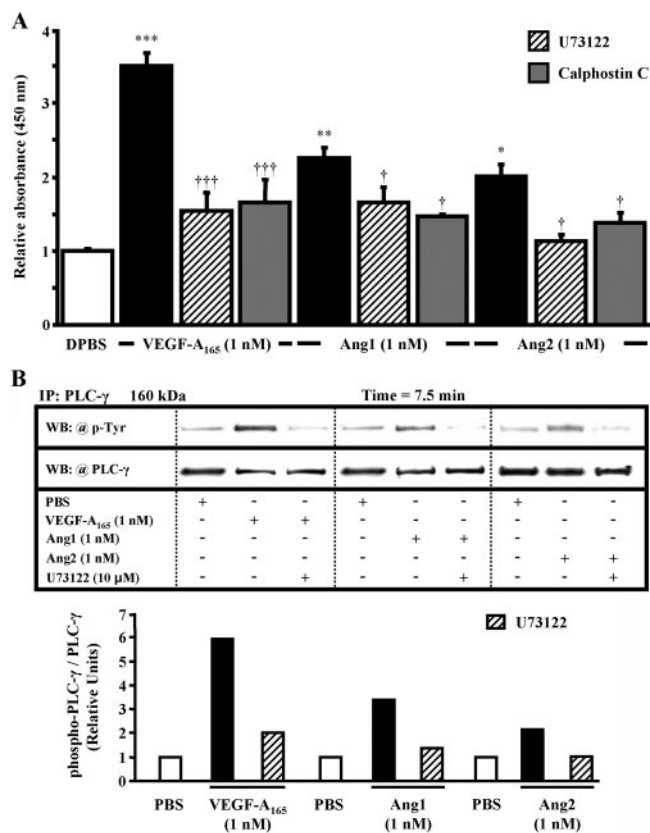 A
*** 
U73122
Calphostin C
Relative absorbance (450 nm)
4
3
2
1
0
††† ††† ** † † * † †
DPBS VEGF-A₁₆₅ (1 nM) Ang1 (1 nM) Ang2 (1 nM)
B
IP: PLC-γ 160 kDa Time = 7.5 min
WB: @ p-Tyr
WB: @ PLC-γ
PBS + - - + - - + - -
VEGF-A₁₆₅ (1 nM) - + + - - - - - -
Ang1 (1 nM) - - - - + + - - -
Ang2 (1 nM) - - - - - - - + +
U73122 (10 µM) - - + - - + - - +
phospho-PLC-γ / PLC-γ
(Relative Units)
7
6
5
4
3
2
1
0
U73122
PBS VEGF-A₁₆₅ PBS Ang1 PBS Ang2
(1 nM) (1 nM) (1 nM)